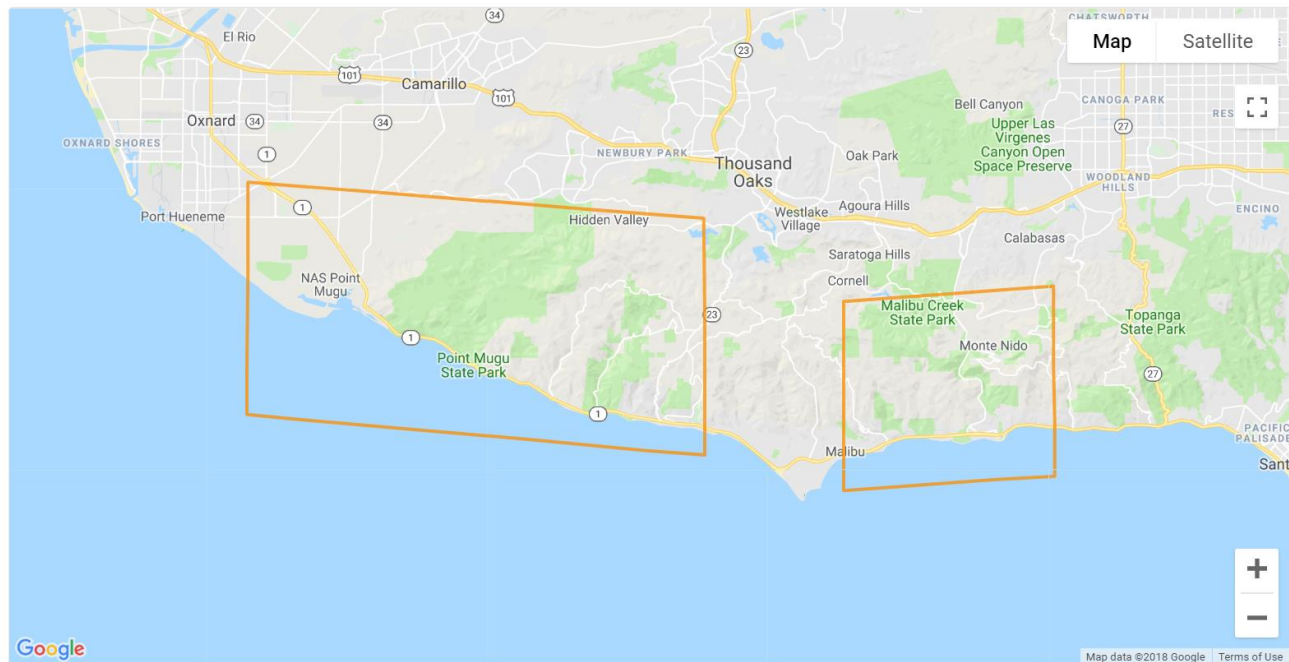 34
CHATSWORTH
El Rio
23
Map
Satellite
101
Camarillo
101
Bell Canyon
CANOGA PARK
Oxnard
34
34
RES
Upper Las
Virgenes
Canyon Open
Space Preserve
27
OXNARD SHORES
1
NEWBURY PARK
Thousand
Oaks
Oak Park
WOODLAND
HILLS
Port Hueneme
1
Hidden Valley
Westlake
Village
Agoura Hills
ENCINO
Calabasas
Saratoga Hills
NAS Point
Mugu
Cornell
23
Malibu Creek
State Park
Topanga
State Park
1
Monte Nido
Point Mugu
State Park
27
1
Malibu
PACIFIC
PALISADE
Sant
+
−
Google
Map data ©2018 Google
Terms of Use